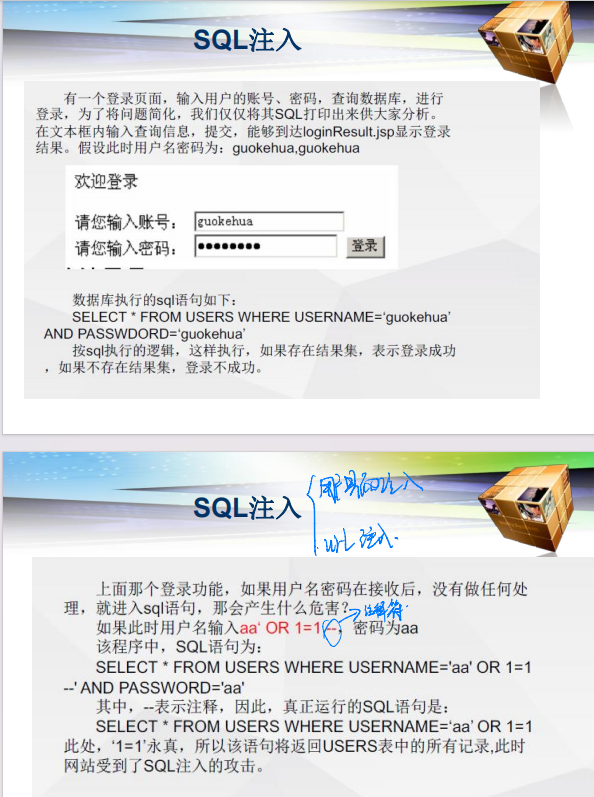 SQL注入
有一个登录页面，输入用户的账号、密码，查询数据库，进行
登录，为了将问题简化，我们仅仅将其SQL打印出来供大家分析。
在文本框内输入查询信息，提交，能够到达loginResult.jsp显示登录
结果。假设此时用户名密码为：guokehua,guokehua
欢迎登录
请您输入账号： guokehua
请您输入密码： ●●●●●●●● 登录
数据库执行的sql语句如下：
SELECT * FROM USERS WHERE USERNAME=‘guokehua’
AND PASSWDORD=‘guokehua’
按sql执行的逻辑，这样执行，如果存在结果集，表示登录成功
，如果不存在结果集，登录不成功。
SQL注入
注入
URL注入.
上面那个登录功能，如果用户名密码在接收后，没有做任何处
理，就进入sql语句，那会产生什么危害？
→注释符.
如果此时用户名输入aa‘ OR 1=1 --，密码为aa
该程序中，SQL语句为：
SELECT * FROM USERS WHERE USERNAME='aa' OR 1=1
--' AND PASSWORD='aa'
其中，--表示注释，因此，真正运行的SQL语句是：
SELECT * FROM USERS WHERE USERNAME=‘aa’ OR 1=1
此处，‘1=1’永真，所以该语句将返回USERS表中的所有记录,此时
网站受到了SQL注入的攻击。